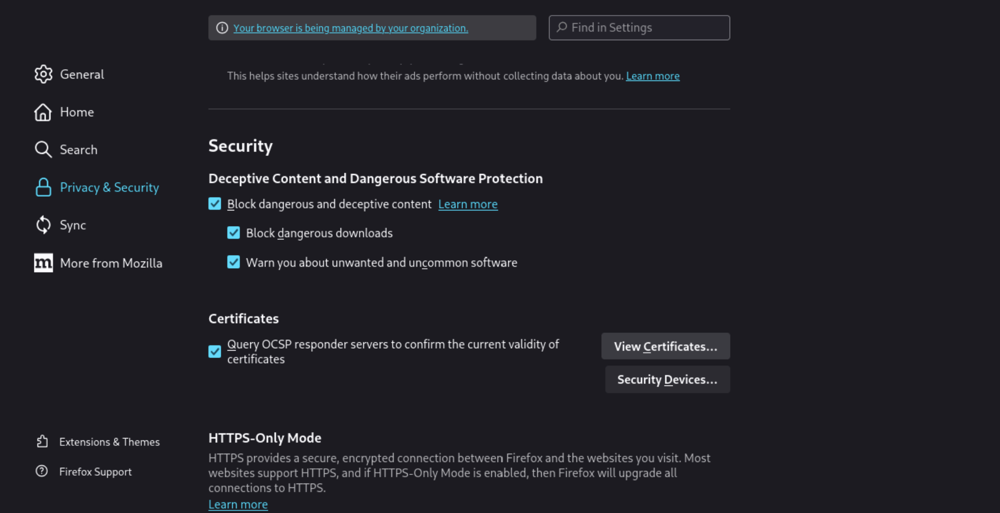 Your browser is being managed by your organization.
Find in Settings
General
Home
Search
Privacy & Security
Sync
m More from Mozilla
Extensions & Themes
Firefox Support
This helps sites understand how their ads perform without collecting data about you. Learn more
Security
Deceptive Content and Dangerous Software Protection
Block dangerous and deceptive content Learn more
Block dangerous downloads
Warn you about unwanted and uncommon software
Certificates
Query OCSP responder servers to confirm the current validity of
certificates
View Certificates...
Security Devices...
HTTPS-Only Mode
HTTPS provides a secure, encrypted connection between Firefox and the websites you visit. Most
websites support HTTPS, and if HTTPS-Only Mode is enabled, then Firefox will upgrade all
connections to HTTPS.
Learn more